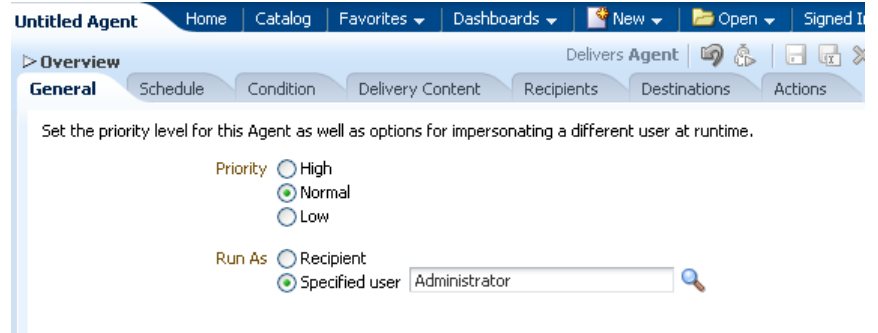 Untitled Agent Home Catalog Favorites Dashboards New Open Signed
Overview Delivers Agent
General Schedule Condition Delivery Content Recipients Destinations Actions
Set the priority level for this Agent as well as options for impersonating a different user at runtime.
Priority High
Normal
Low
Run As Recipient
Specified user Administrator